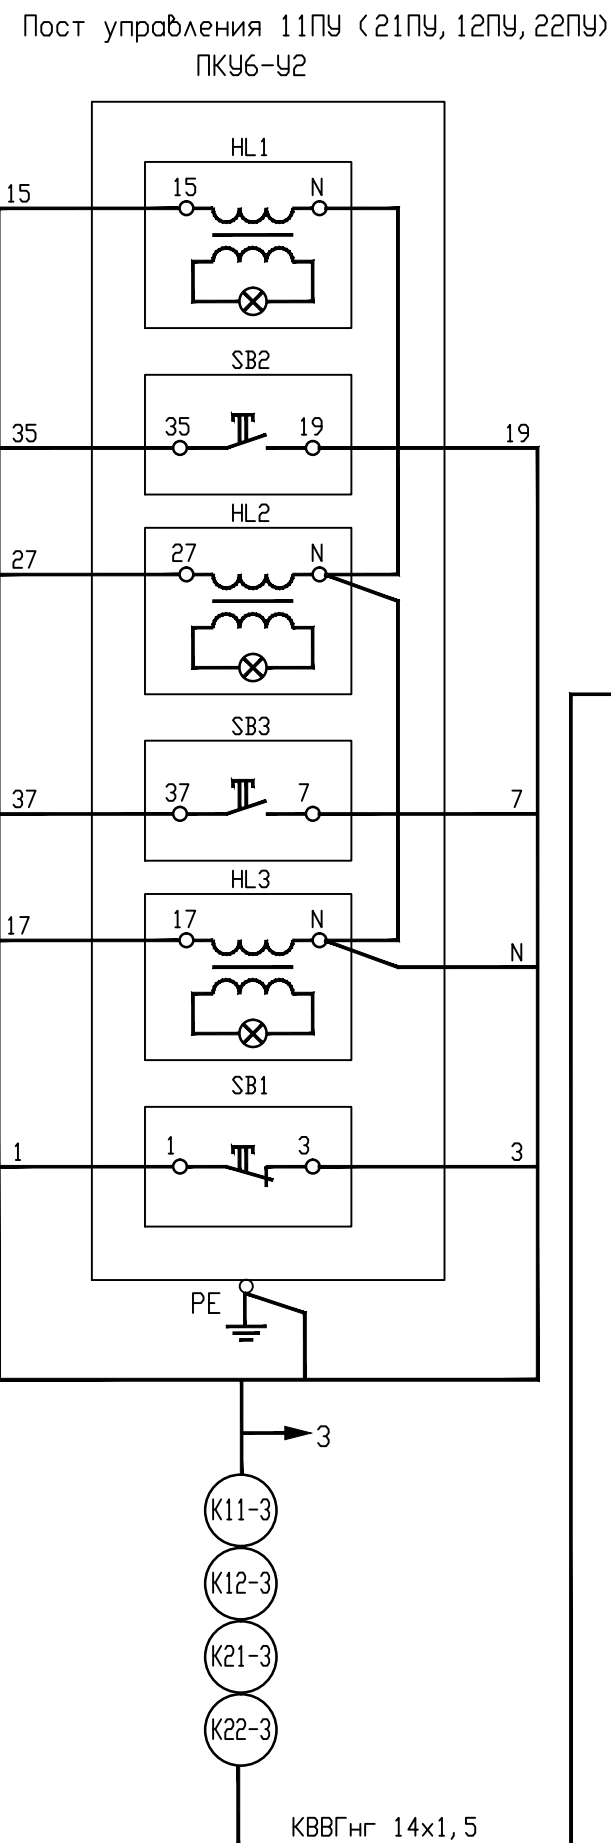 Пост управления 11ПУ (21ПУ, 12ПУ, 22ПУ)
ПКУ6-У2
HL1
15
15 N
SB2
35
35 19
19
HL2
27
27 N
SB3
37
37 7
7
HL3
17
17 N
N
SB1
1
1 3
3
PE
3
К11-3
К12-3
К21-3
К22-3
КВВГнг 14х1,5